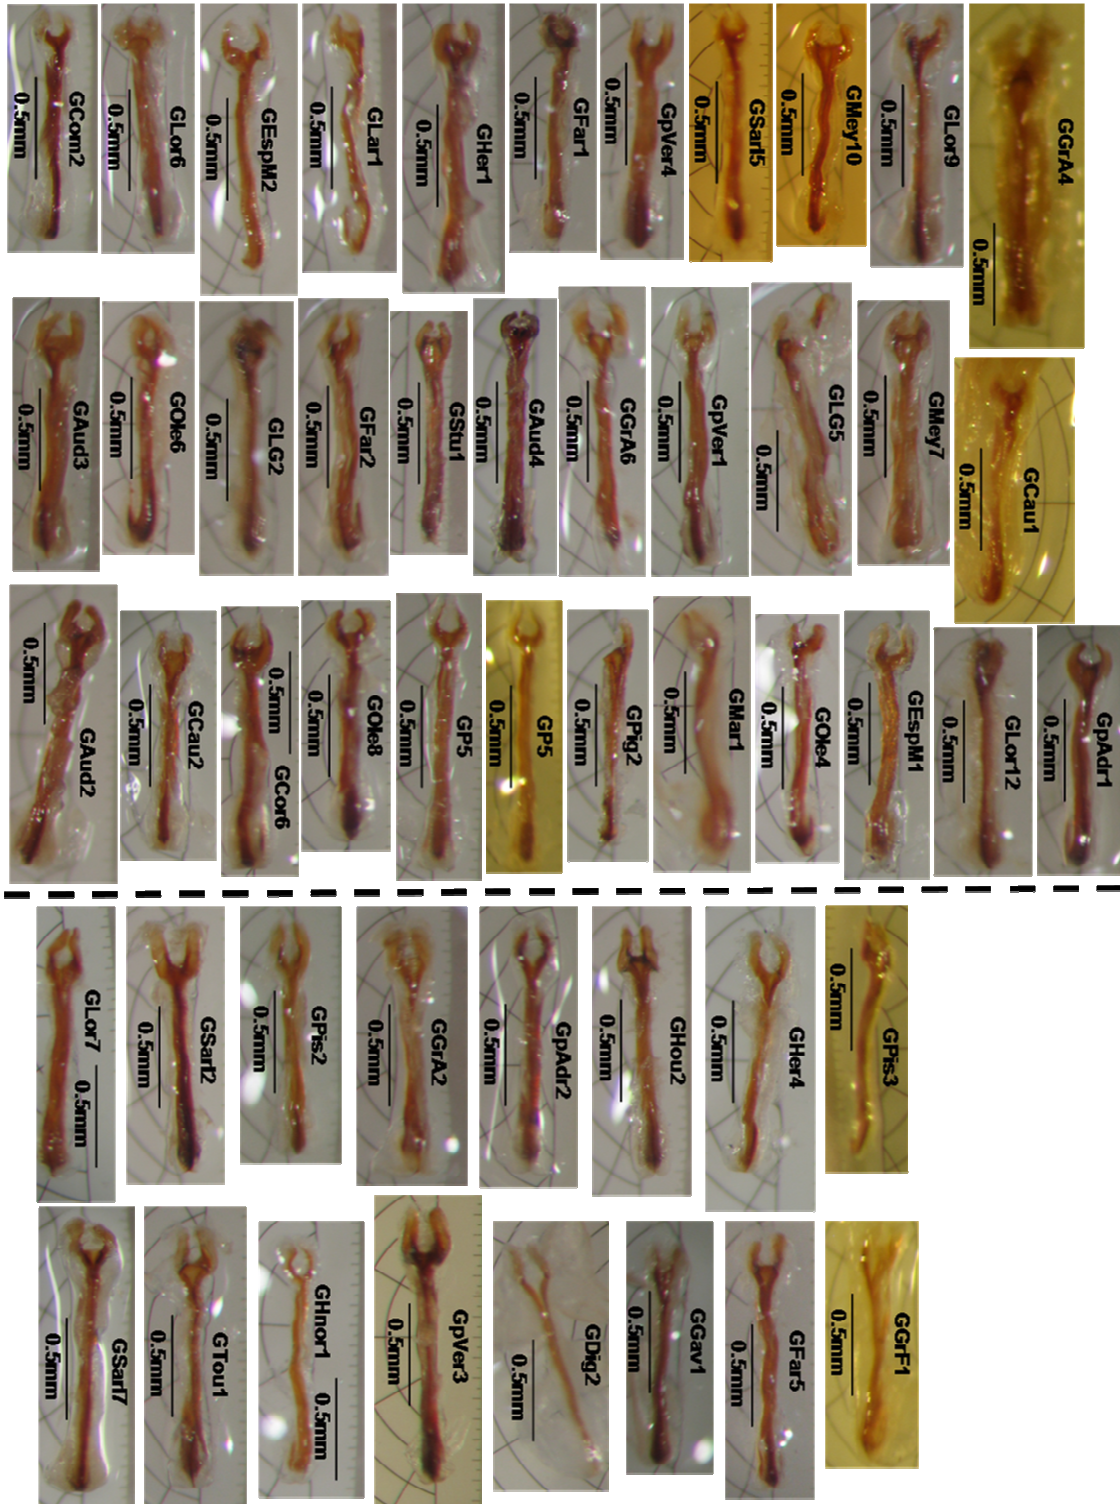 GCom2
0.5mm
GLor6
0.5mm
GEspM2
0.5mm
GLar1
0.5mm
GHer1
0.5mm
GFar1
0.5mm
GpVer4
0.5mm
GSarl5
0.5mm
GMey10
0.5mm
GLor9
0.5mm
GGrA4
0.5mm
GAud3
0.5mm
GOle6
0.5mm
GLG2
0.5mm
GFar2
0.5mm
GStu1
0.5mm
GAud4
0.5mm
GGrA6
0.5mm
GpVer1
0.5mm
GLG5
0.5mm
GMey7
0.5mm
GCau1
0.5mm
GAud2
0.5mm
GCau2
0.5mm
GCor6
0.5mm
GOle8
0.5mm
GP5
0.5mm
GP5
0.5mm
GPig2
0.5mm
GMar1
0.5mm
GOle4
0.5mm
GEspM1
0.5mm
GLor12
0.5mm
GpAdr1
0.5mm
GLor7
0.5mm
GSart2
0.5mm
GPis2
0.5mm
GGrA2
0.5mm
GpAdr2
0.5mm
GHou2
0.5mm
GHer4
0.5mm
GPis3
0.5mm
GSarl7
0.5mm
GTou1
0.5mm
GHnor1
0.5mm
GpVer3
0.5mm
GDig2
0.5mm
GGav1
0.5mm
GFar5
0.5mm
GGrF1
0.5mm